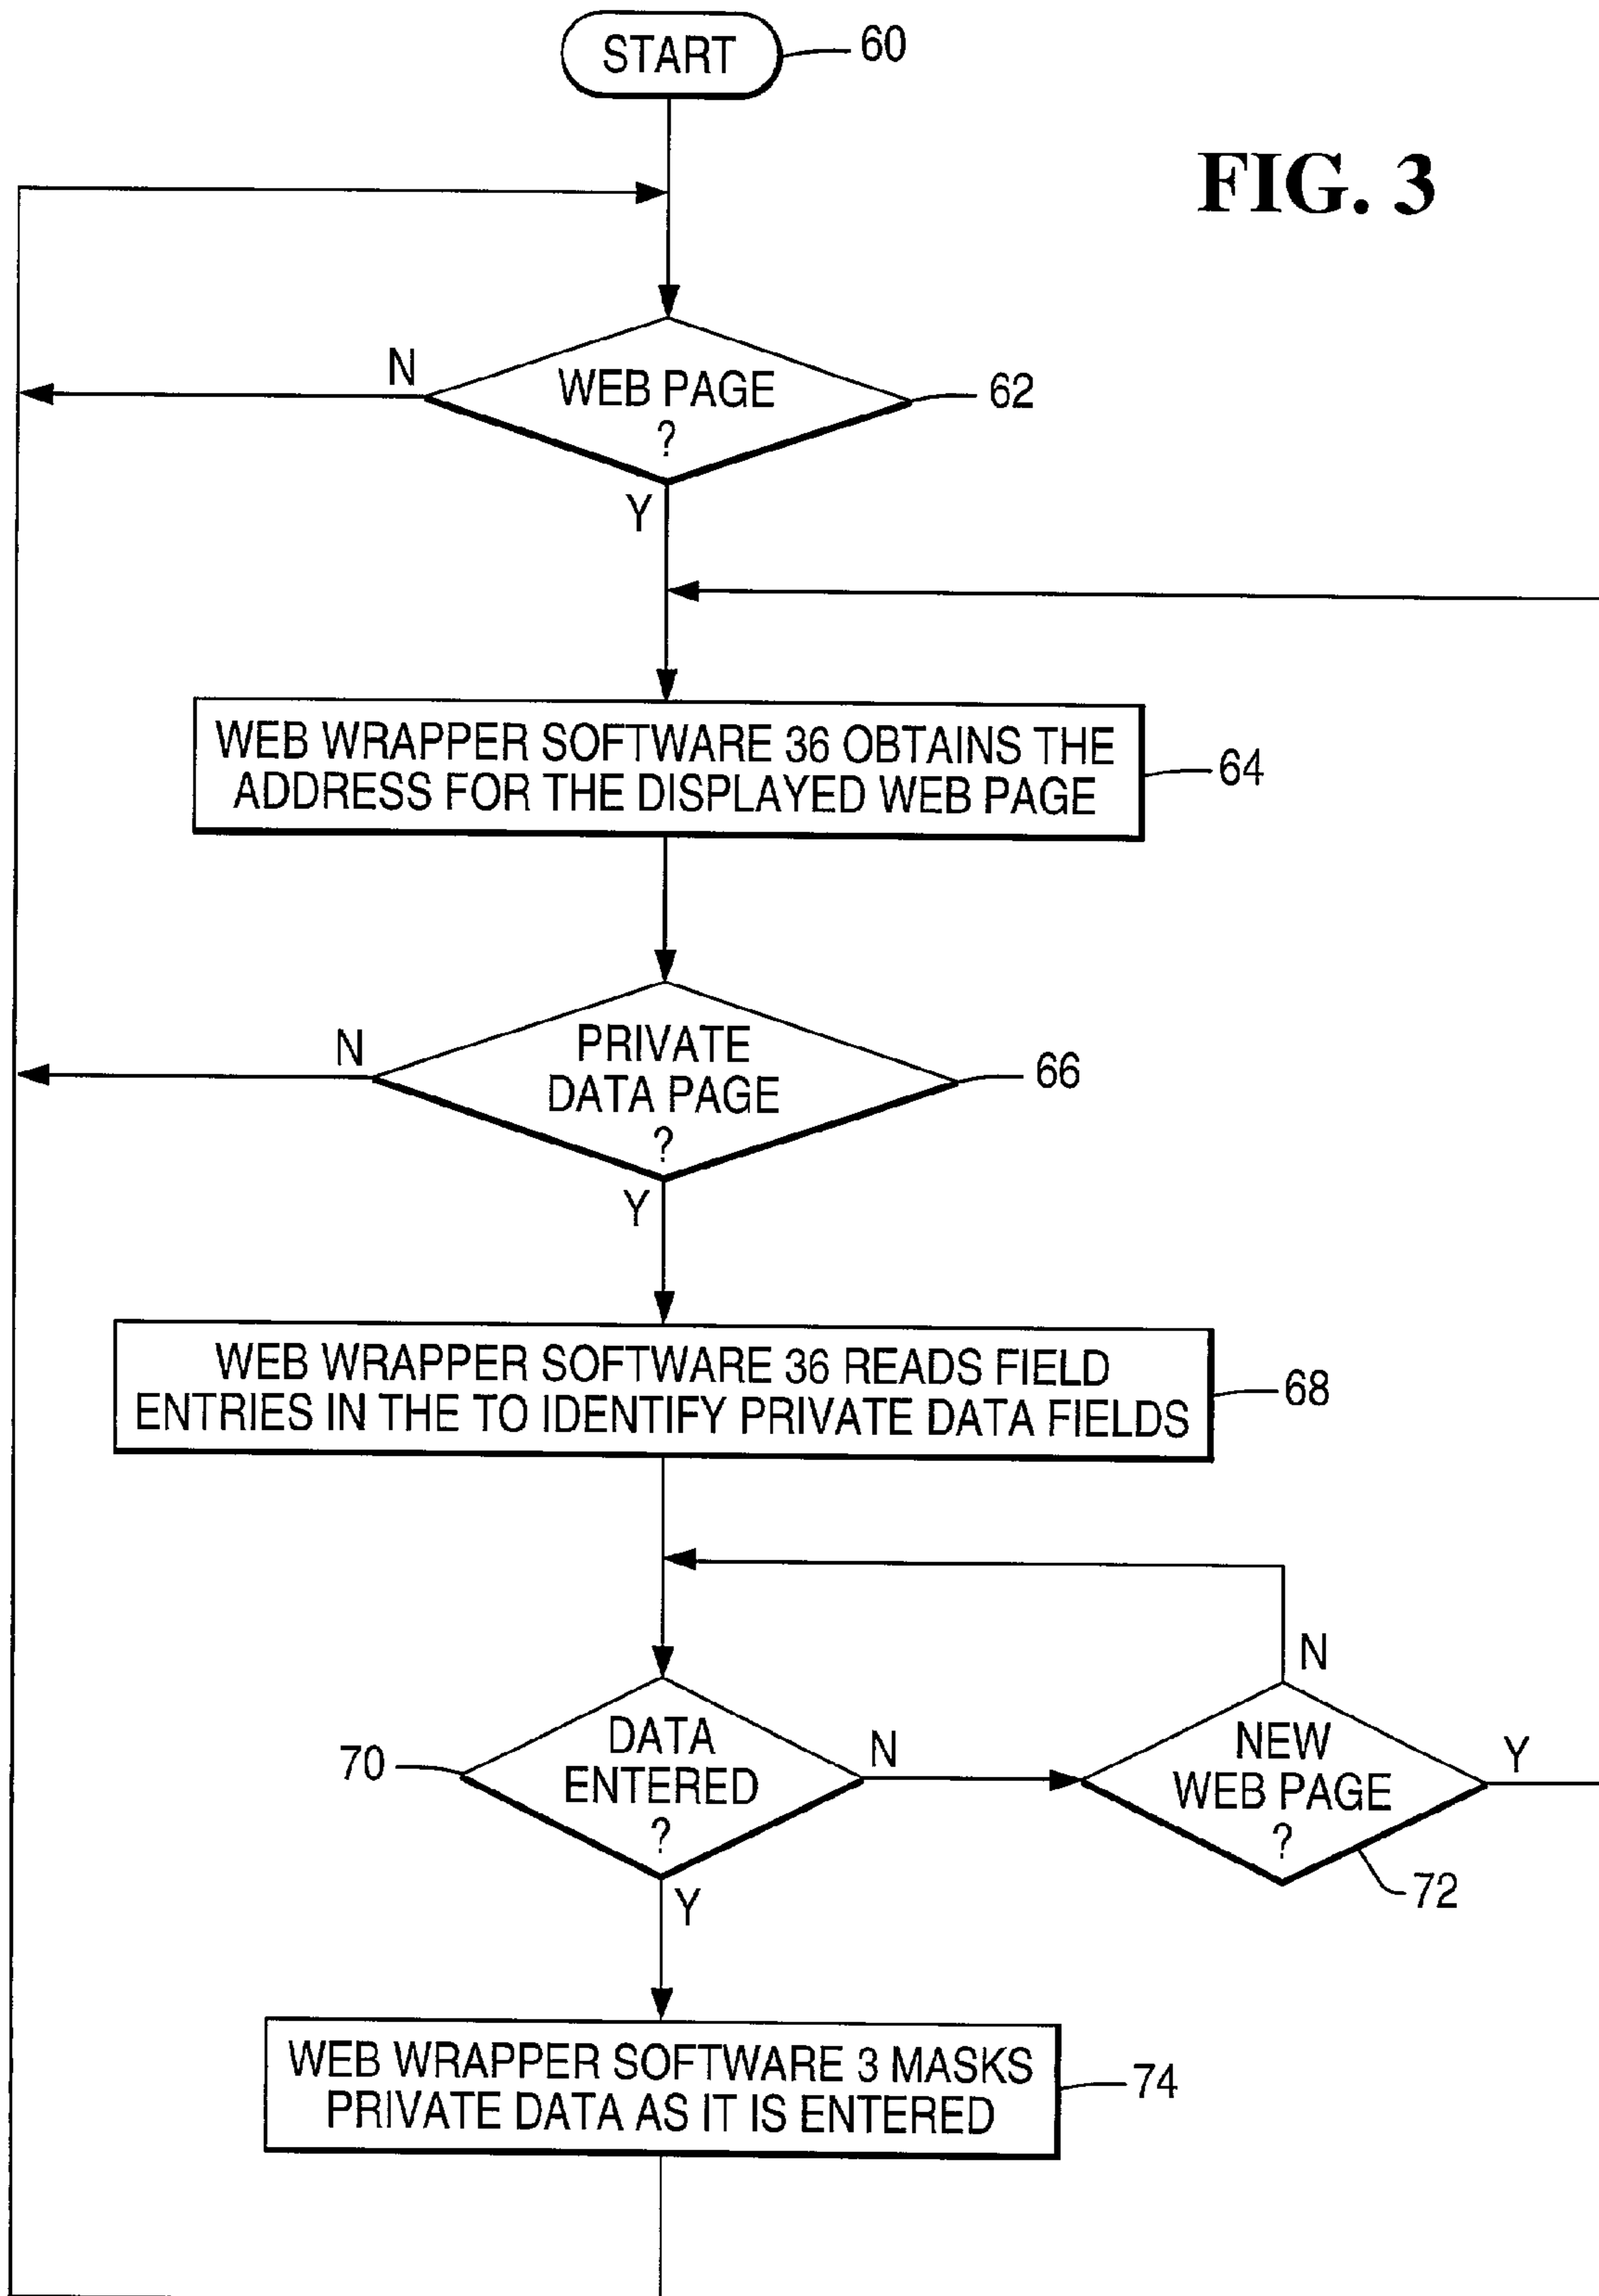 START
60
FIG. 3
N
WEB PAGE
?
62
Y
WEB WRAPPER SOFTWARE 36 OBTAINS THE
ADDRESS FOR THE DISPLAYED WEB PAGE
64
N
PRIVATE
DATA PAGE
?
66
Y
WEB WRAPPER SOFTWARE 36 READS FIELD
ENTRIES IN THE TO IDENTIFY PRIVATE DATA FIELDS
68
70
DATA
ENTERED
?
N
N
NEW
WEB PAGE
?
Y
72
Y
WEB WRAPPER SOFTWARE 3 MASKS
PRIVATE DATA AS IT IS ENTERED
74